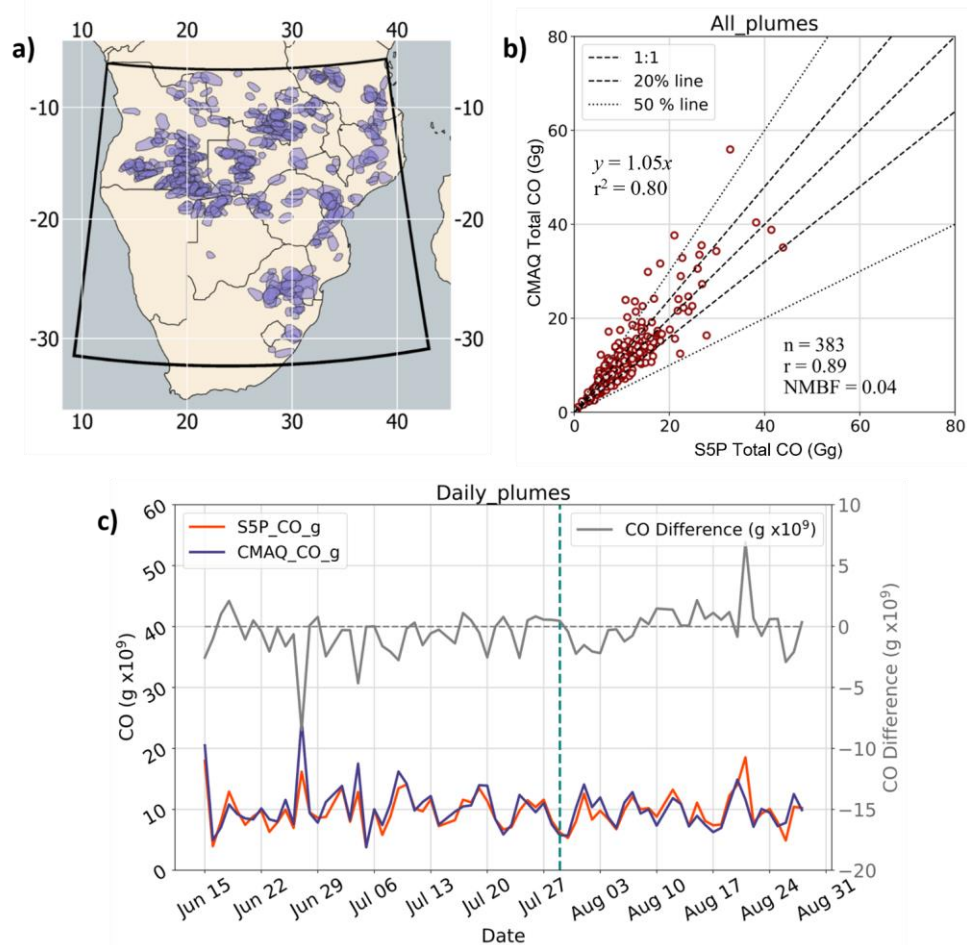 a)
10 20 30 40
-10 -10
-20 -20
-30 -30
10 20 30 40
b)
All_plumes
1:1
20% line
50 % line
y = 1.05x
r² = 0.80
n = 383
r = 0.89
NMBF = 0.04
80
60
40
20
0
CMAQ Total CO (Gg)
0 20 40 60 80
S5P Total CO (Gg)
c)
Daily_plumes
S5P_CO_g
CMAQ_CO_g
CO Difference (g x10⁹)
60
50
40
30
20
10
0
CO (g x10⁹)
10
5
0
−5
−10
−15
−20
CO Difference (g x10⁹)
Jun 15 Jun 22 Jun 29 Jul 06 Jul 13 Jul 20 Jul 27 Aug 03 Aug 10 Aug 17 Aug 24 Aug 31
Date